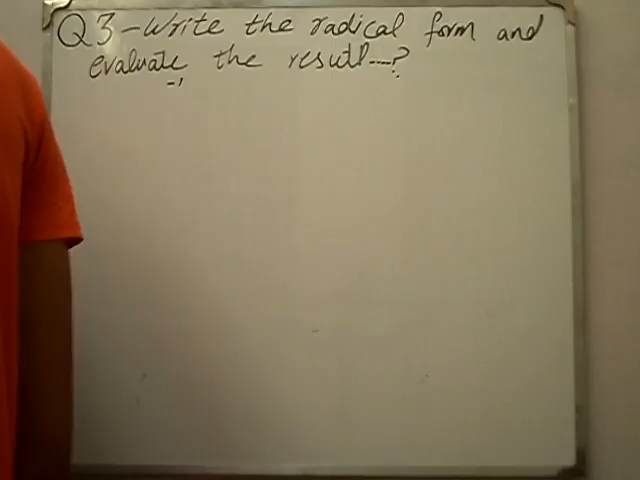 Q3-Write the radical form and
evaluate the result---?